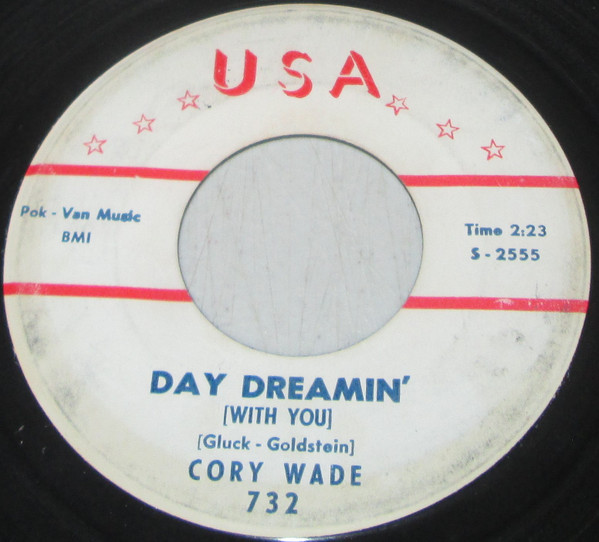 USA
Pok - Van Music
BMI
Time 2:23
S - 2555
DAY DREAMIN'
[WITH YOU]
[Gluck - Goldstein]
CORY WADE
732